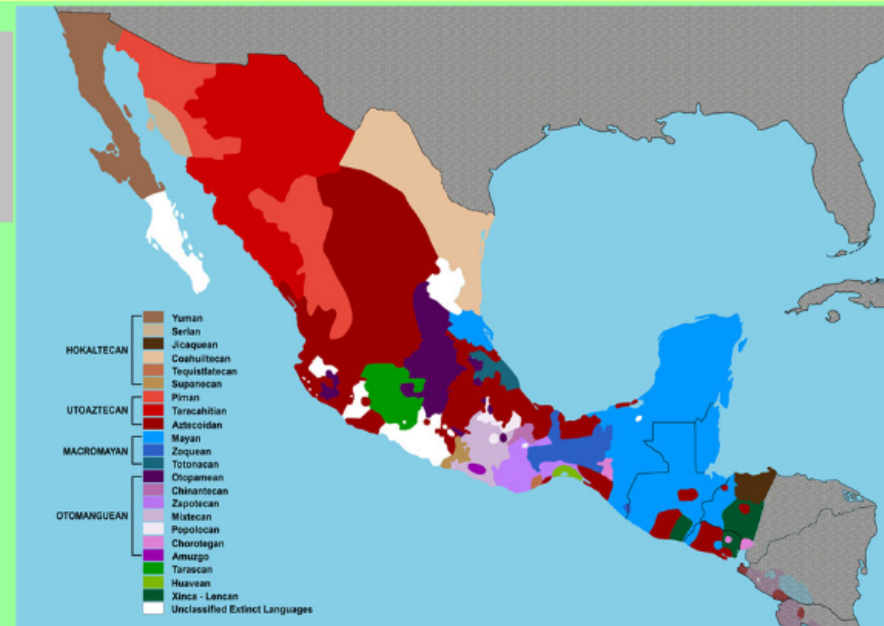 Yuman
Serian
HOKALTECAN
Jicaquean
Coahuiltecan
Tequistlatecan
Supanecan
Piman
UTOAZTECAN
Taracahitian
Aztecoidan
Mayan
MACROMAYAN
Zoquean
Totonacan
Otopamean
Chinantecan
Zapotecan
OTOMANGUEAN
Mixtecan
Popolocan
Chorotegan
Amuzgo
Tarascan
Huavean
Xinca - Lencan
Unclassified Extinct Languages